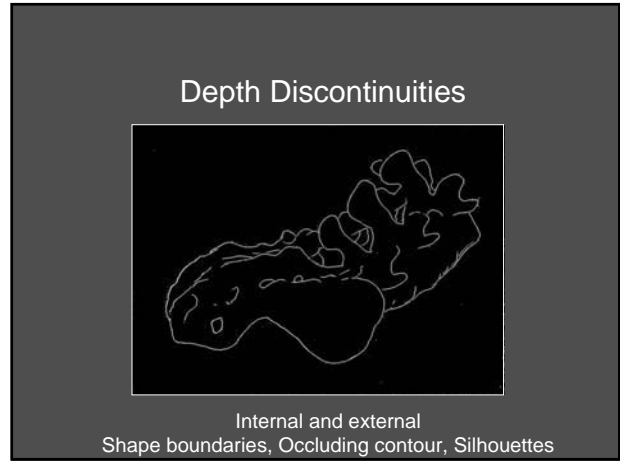 Depth Discontinuities
Internal and external
Shape boundaries, Occluding contour, Silhouettes